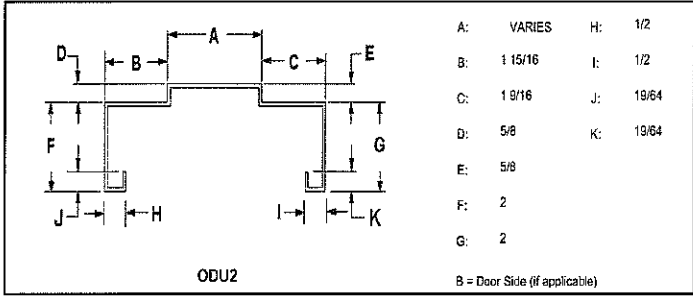 A
B
C
D
E
F
G
J
H
I
K
ODU2
A: VARIES H: 1/2
B: 1 15/16 I: 1/2
C: 1 9/16 J: 19/64
D: 5/8 K: 19/64
E: 5/8
F: 2
G: 2
B = Door Side (if applicable)